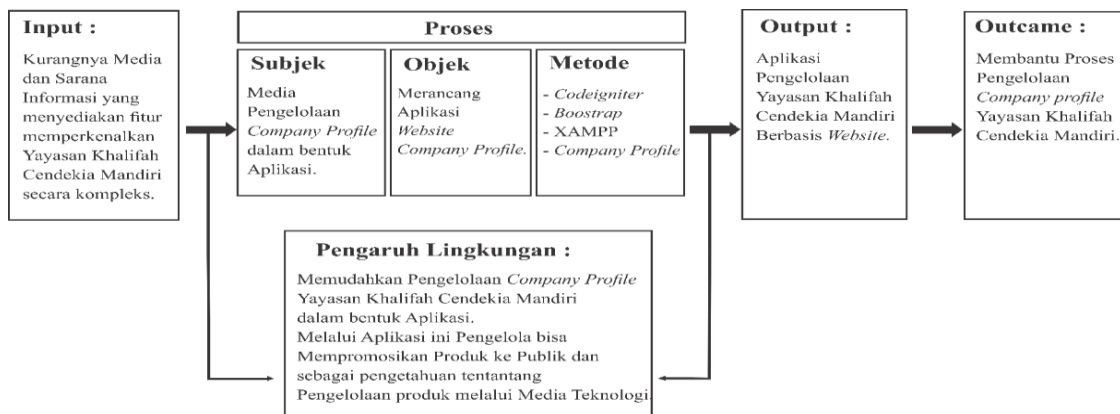 Input :
Kurangnya Media
dan Sarana
Informasi yang
menyediakan fitur
memperkenalkan
Yayasan Khalifah
Cendekia Mandiri
secara kompleks.
Proses
Subjek
Media
Pengelolaan
Company Profile
dalam bentuk
Aplikasi.
Objek
Merancang
Aplikasi
Website
Company Profile.
Metode
- Codeigniter
- Boostrap
- XAMPP
- Company Profile
Output :
Aplikasi
Pengelolaan
Yayasan Khalifah
Cendekia Mandiri
Berbasis Website.
Outcame :
Membantu Proses
Pengelolaan
Company profile
Yayasan Khalifah
Cendekia Mandiri.
Pengaruh Lingkungan :
Memudahkan Pengelolaan Company Profile
Yayasan Khalifah Cendekia Mandiri
dalam bentuk Aplikasi.
Melalui Aplikasi ini Pengelola bisa
Mempromosikan Produk ke Publik dan
sebagai pengetahuan tentantang
Pengelolaan produk melalui Media Teknologi.